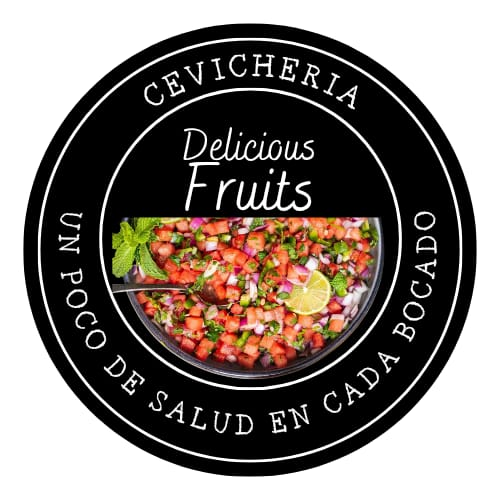 CEVICHERIA
Delicious
Fruits
UN POCO DE SALUD EN CADA BOCADO